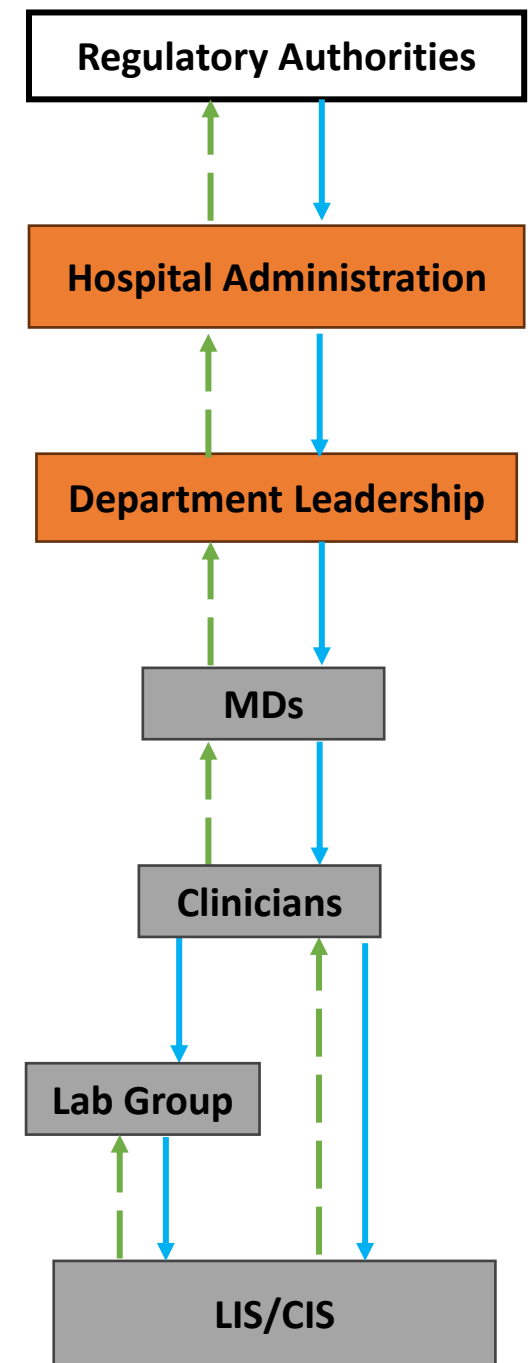 Regulatory Authorities
Hospital Administration
Department Leadership
MDs
Clinicians
Lab Group
LIS/CIS